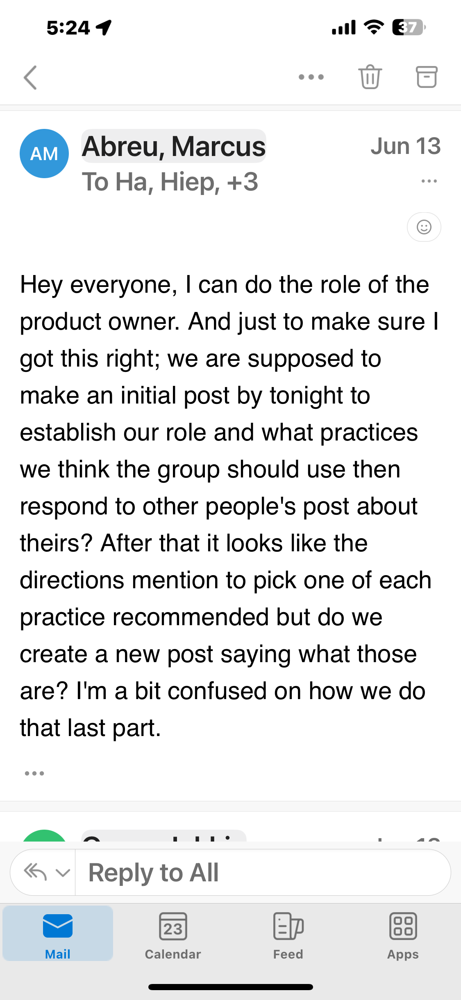 5:24
37
AM
Abreu, Marcus
Jun 13
To Ha, Hiep, +3
Hey everyone, I can do the role of the
product owner. And just to make sure I
got this right; we are supposed to
make an initial post by tonight to
establish our role and what practices
we think the group should use then
respond to other people's post about
theirs? After that it looks like the
directions mention to pick one of each
practice recommended but do we
create a new post saying what those
are? I'm a bit confused on how we do
that last part.
Reply to All
23
Mail
Calendar
Feed
Apps